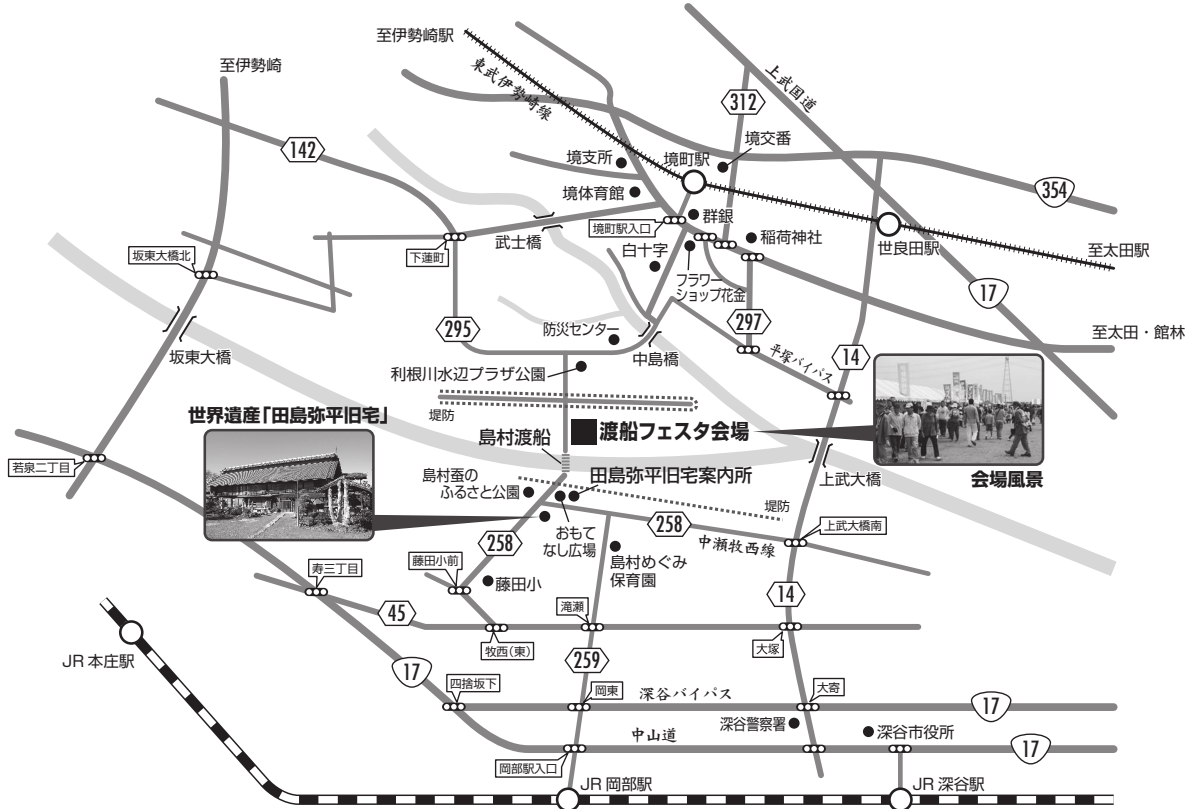 至伊勢崎駅
至伊勢崎
東武伊勢崎線
上武国道
312
142
境支所
境町駅
境交番
境体育館
354
境町駅入口
群銀
武士橋
下蓮町
白十字
稲荷神社
世良田駅
至太田駅
坂東大橋北
フラワー
ショップ花金
17
295
防災センター
297
至太田・館林
坂東大橋
中島橋
平塚バイパス
14
利根川水辺プラザ公園
世界遺産「田島弥平旧宅」
堤防
島村渡船
渡船フェスタ会場
若泉二丁目
会場風景
上武大橋
島村蚕の
ふるさと公園
田島弥平旧宅案内所
堤防
258
おもて
なし広場
258
中瀬牧西線
上武大橋南
島村めぐみ
保育園
藤田小前
藤田小
寿三丁目
45
滝瀬
14
牧西(東)
大塚
JR 本庄駅
17
259
四捨坂下
岡東
深谷バイパス
大寄
17
深谷警察署
深谷市役所
中山道
17
岡部駅入口
JR 岡部駅
JR 深谷駅